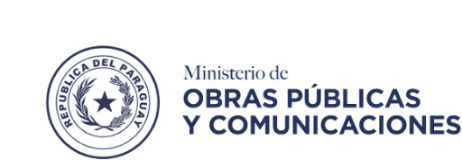 REPUBLICA DEL PARAGUAY
Ministerio de
OBRAS PÚBLICAS
Y COMUNICACIONES